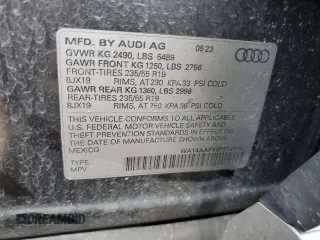 MFD. BY AUDI AG 05 23
GVWR KG 2490, LBS 5489
GAWR FRONT KG 1250, LBS 2756
FRONT-TIRES 235/55 R19
8JX19 RIMS, AT 230 KPA 33 PSI COLD
GAWR REAR KG 1360, LBS 2998
REAR-TIRES 235/55 R19
8JX19 RIMS, AT KPA PSI COLD
THIS VEHICLE CONFORMS TO ALL APPLICABLE
U.S. FEDERAL MOTOR VEHICLE SAFETY, BUMPER, AND
THEFT PREVENTION STANDARDS IN EFFECT ON
THE DATE OF MANUFACTURE SHOWN ABOVE.
MEXICO
TYPE:
MPV
DREAMBID